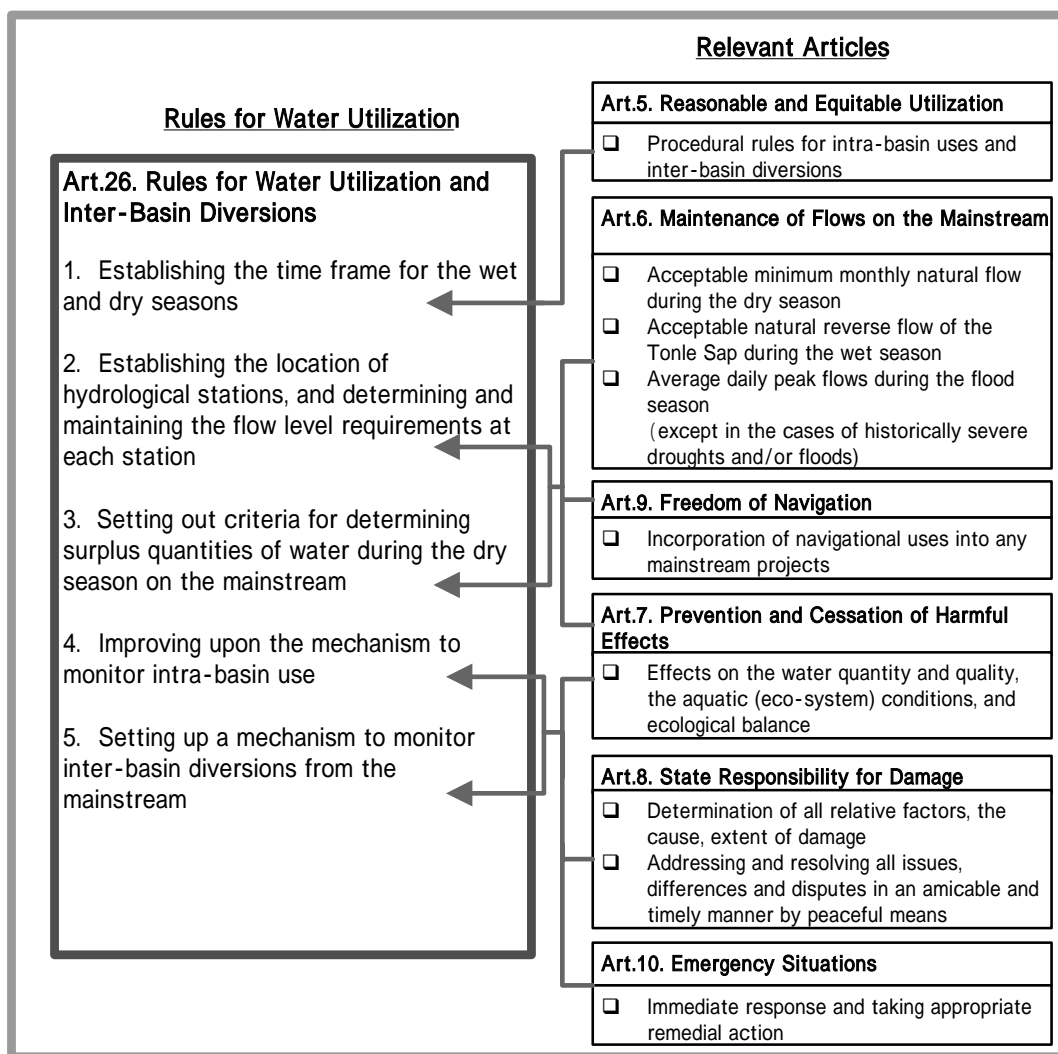 Rules for Water Utilization
Art.26. Rules for Water Utilization and
Inter-Basin Diversions
1. Establishing the time frame for the wet
and dry seasons
2. Establishing the location of
hydrological stations, and determining and
maintaining the flow level requirements at
each station
3. Setting out criteria for determining
surplus quantities of water during the dry
season on the mainstream
4. Improving upon the mechanism to
monitor intra-basin use
5. Setting up a mechanism to monitor
inter-basin diversions from the
mainstream
Relevant Articles
Art.5. Reasonable and Equitable Utilization
❑ Procedural rules for intra-basin uses and
inter-basin diversions
Art.6. Maintenance of Flows on the Mainstream
❑ Acceptable minimum monthly natural flow
during the dry season
❑ Acceptable natural reverse flow of the
Tonle Sap during the wet season
❑ Average daily peak flows during the flood
season
(except in the cases of historically severe
droughts and/or floods)
Art.9. Freedom of Navigation
❑ Incorporation of navigational uses into any
mainstream projects
Art.7. Prevention and Cessation of Harmful
Effects
❑ Effects on the water quantity and quality,
the aquatic (eco-system) conditions, and
ecological balance
Art.8. State Responsibility for Damage
❑ Determination of all relative factors, the
cause, extent of damage
❑ Addressing and resolving all issues,
differences and disputes in an amicable and
timely manner by peaceful means
Art.10. Emergency Situations
❑ Immediate response and taking appropriate
remedial action